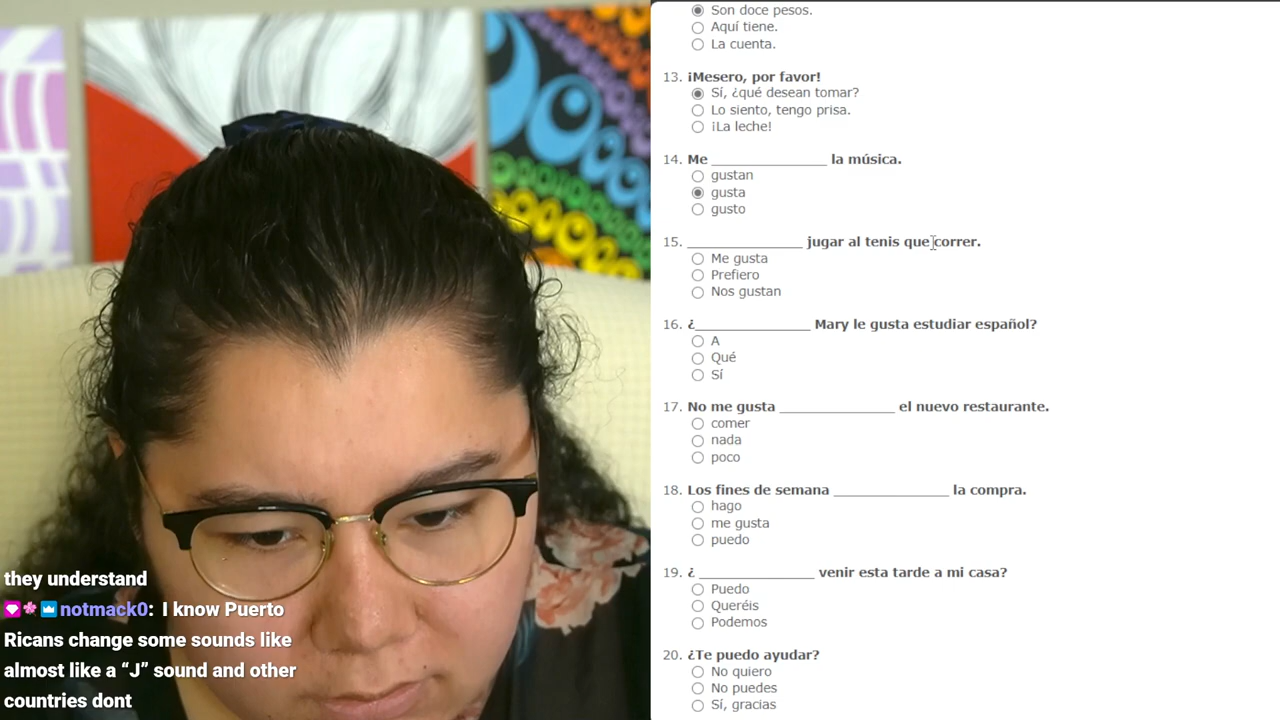 Son doce pesos.
Aquí tiene.
La cuenta.
13. ¡Mesero, por favor!
Sí, ¿qué desean tomar?
Lo siento, tengo prisa.
¡La leche!
14. Me _______________ la música.
gustan
gusta
gusto
15. _______________ jugar al tenis que correr.
Me gusta
Prefiero
Nos gustan
16. ¿_______________ Mary le gusta estudiar español?
A
Qué
Sí
17. No me gusta _______________ el nuevo restaurante.
comer
nada
poco
18. Los fines de semana _______________ la compra.
hago
me gusta
puedo
19. ¿ _______________ venir esta tarde a mi casa?
Puedo
Queréis
Podemos
20. ¿Te puedo ayudar?
No quiero
No puedes
Sí, gracias
they understand
notmack0: I know Puerto
Ricans change some sounds like
almost like a “J” sound and other
countries dont